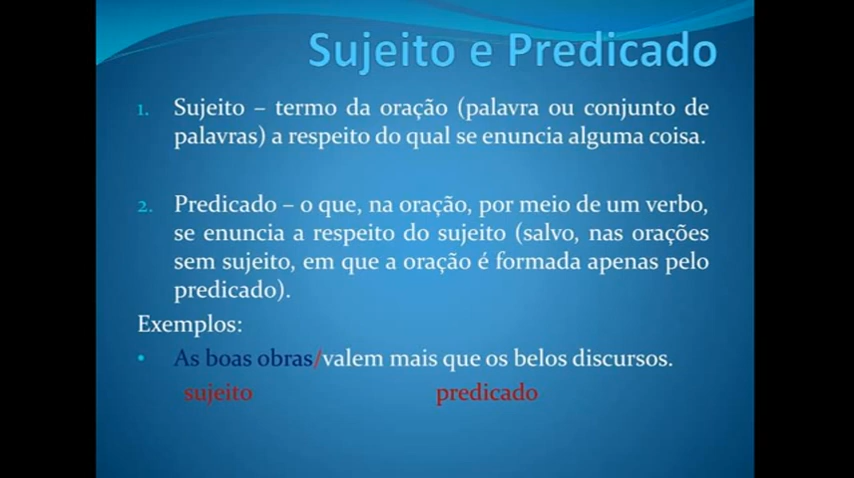 Sujeito e Predicado
1. Sujeito – termo da oração (palavra ou conjunto de
palavras) a respeito do qual se enuncia alguma coisa.
2. Predicado – o que, na oração, por meio de um verbo,
se enuncia a respeito do sujeito (salvo, nas orações
sem sujeito, em que a oração é formada apenas pelo
predicado).
Exemplos:
• As boas obras/valem mais que os belos discursos.
sujeito predicado